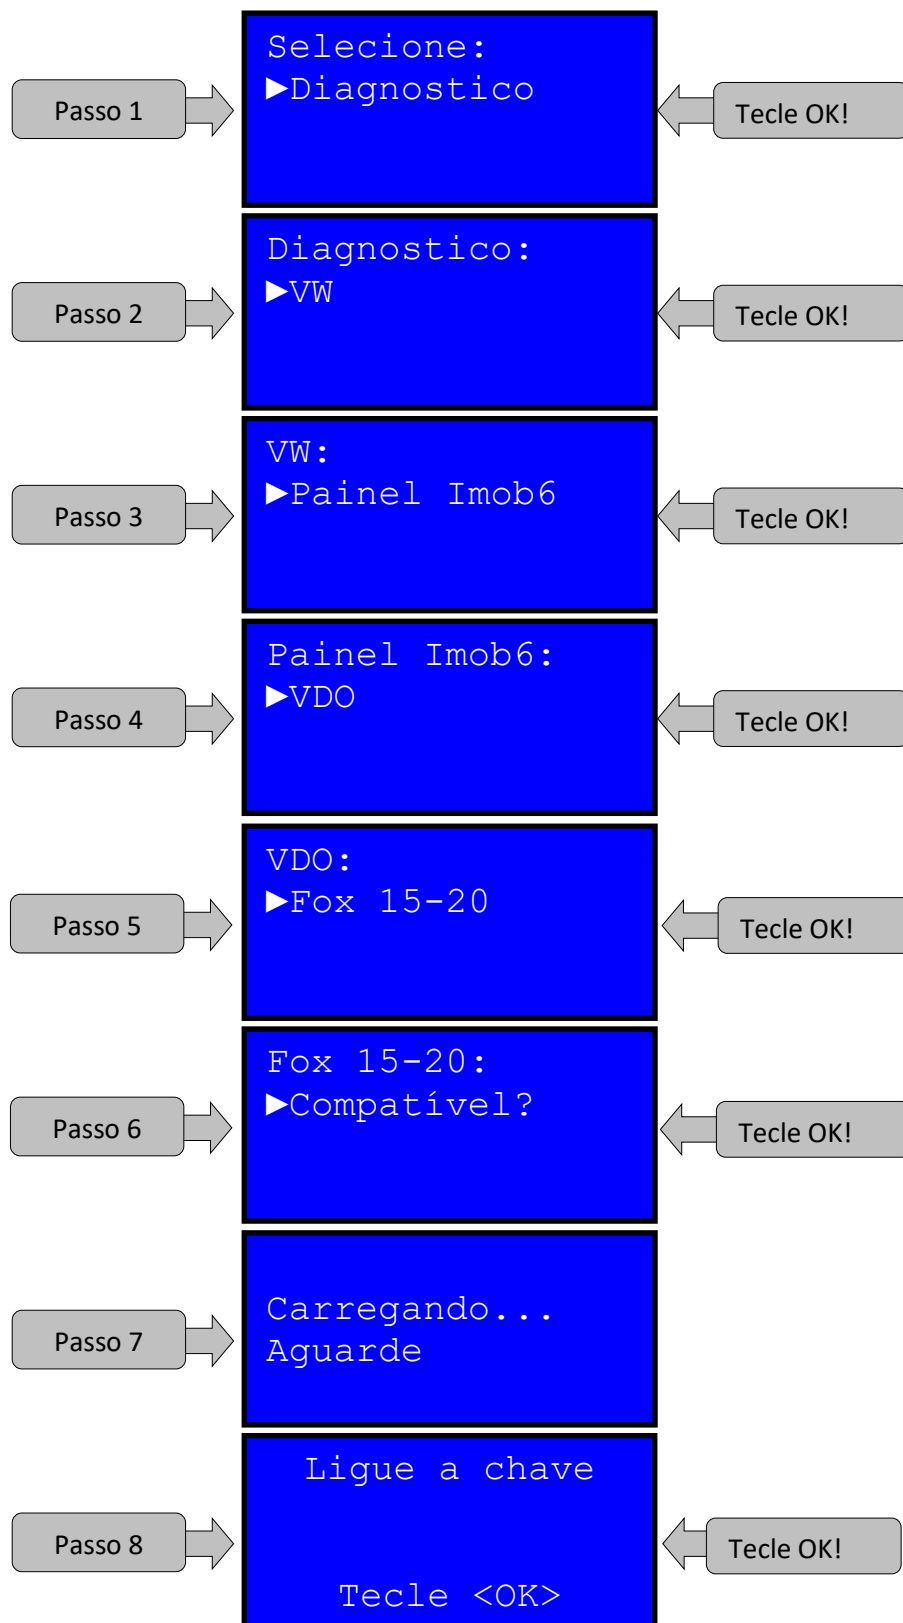 Passo 1
Selecione:
►Diagnostico
Tecle OK!
Passo 2
Diagnostico:
►VW
Tecle OK!
Passo 3
VW:
►Painel Imob6
Tecle OK!
Passo 4
Painel Imob6:
►VDO
Tecle OK!
Passo 5
VDO:
►Fox 15-20
Tecle OK!
Passo 6
Fox 15-20:
►Compatível?
Tecle OK!
Passo 7
Carregando...
Aguarde
Passo 8
Ligue a chave
Tecle <OK>
Tecle OK!